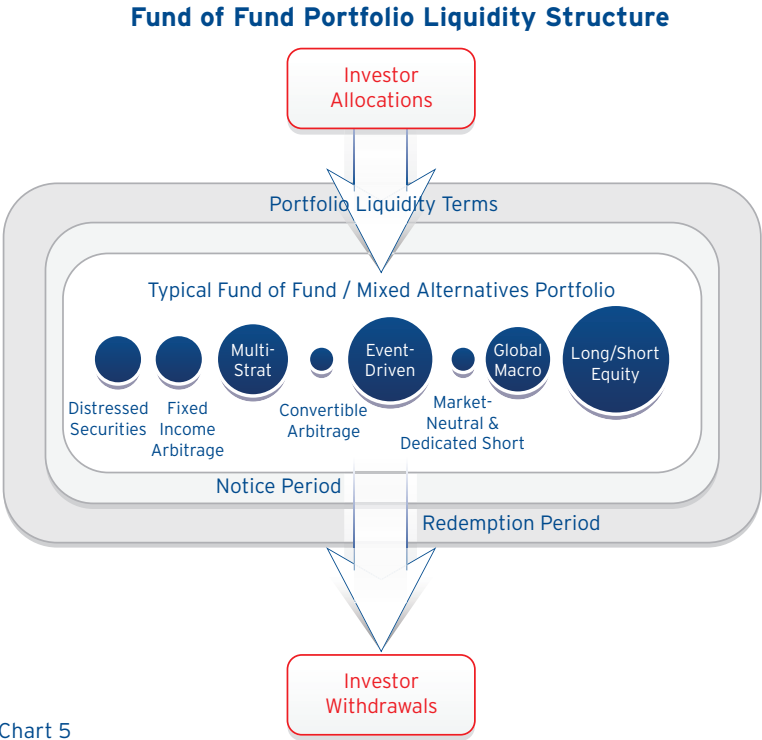 Fund of Fund Portfolio Liquidity Structure
Investor
Allocations
Portfolio Liquidity Terms
Typical Fund of Fund / Mixed Alternatives Portfolio
Distressed
Securities
Fixed
Income
Arbitrage
Multi-
Strat
Convertible
Arbitrage
Event-
Driven
Market-
Neutral &
Dedicated Short
Global
Macro
Long/Short
Equity
Notice Period
Redemption Period
Investor
Withdrawals
Chart 5